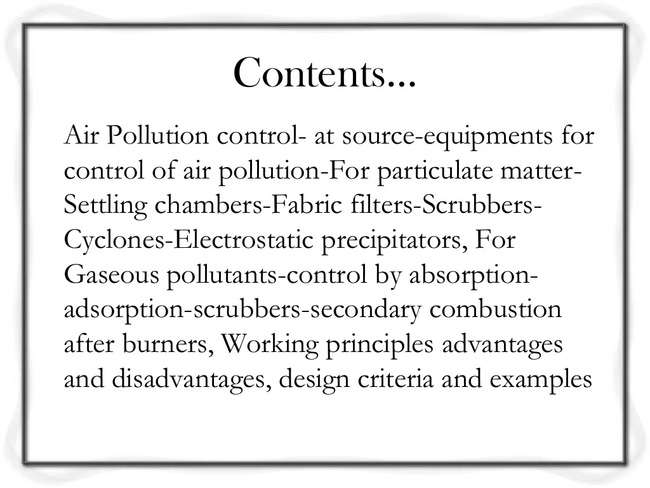 Contents...
Air Pollution control- at source-equipments for
control of air pollution-For particulate matter-
Settling chambers-Fabric filters-Scrubbers-
Cyclones-Electrostatic precipitators, For
Gaseous pollutants-control by absorption-
adsorption-scrubbers-secondary combustion
after burners, Working principles advantages
and disadvantages, design criteria and examples